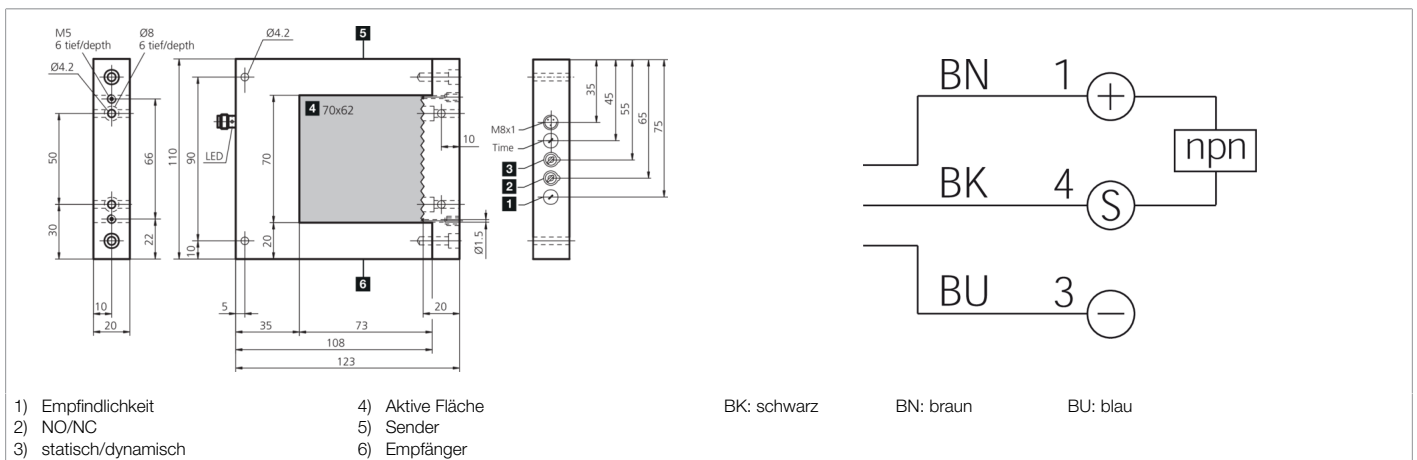 M5
6 tief/depth
Ø8
6 tief/depth
Ø4.2
50
30
66
22
10
20
Ø4.2
5
110
90
10
LED
4 70x62
70
20
10
Ø1.5
5
35
73
20
108
123
6
35
45
55
65
75
M8x1
Time
3
2
1
BN 1 +
npn
BK 4 S
BU 3 −
1) Empfindlichkeit
2) NO/NC
3) statisch/dynamisch
4) Aktive Fläche
5) Sender
6) Empfänger
BK: schwarz BN: braun BU: blau